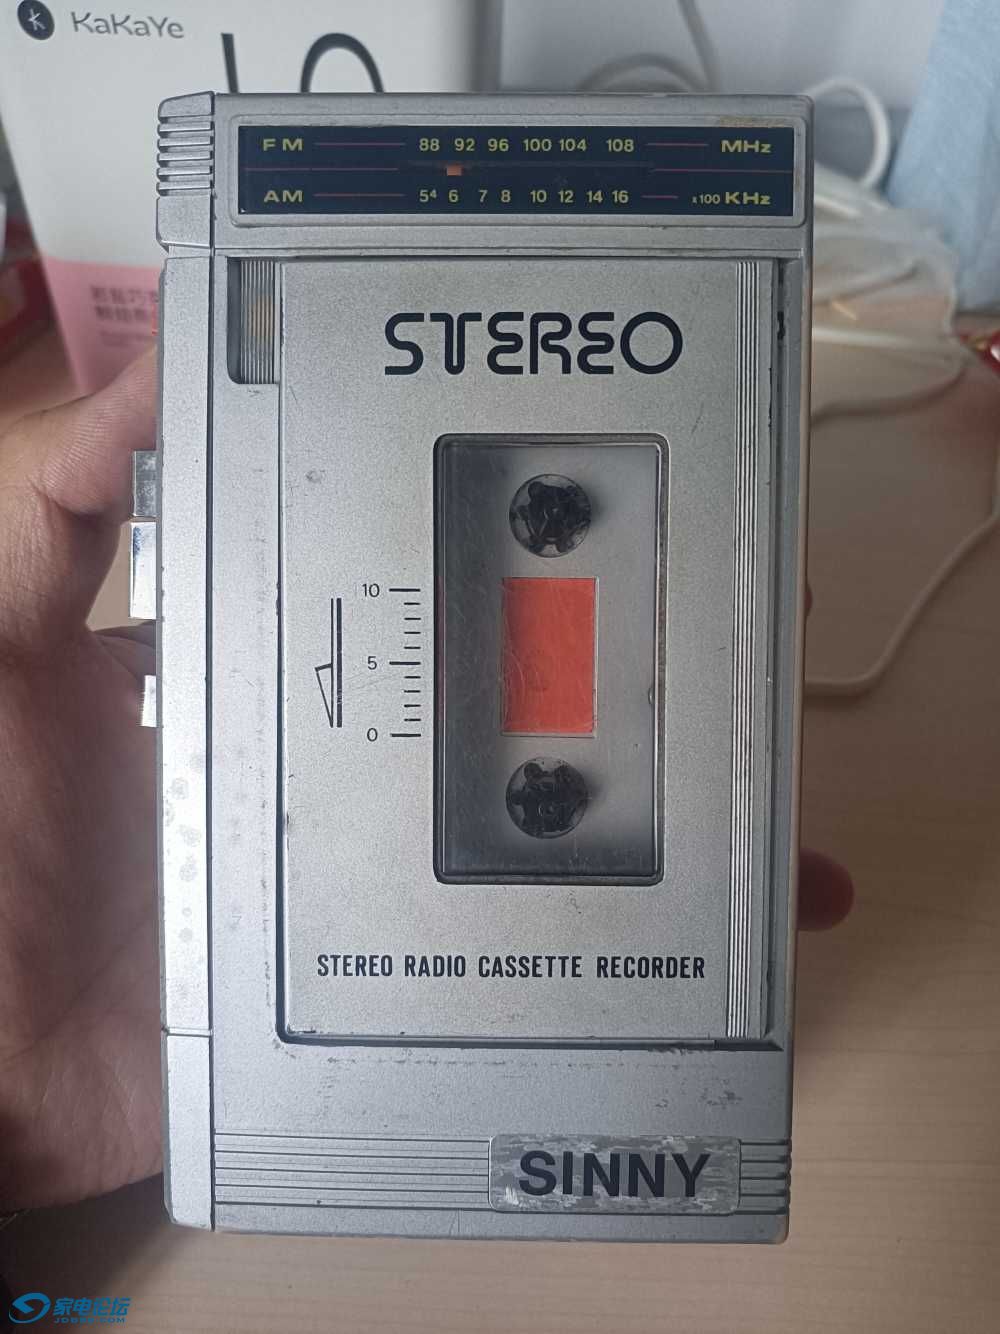 KaKaYe
FM 88 92 96 100 104 108 MHz
AM 5⁴ 6 7 8 10 12 14 16 x100 KHz
STEREO
10
5
0
STEREO RADIO CASSETTE RECORDER
SINNY
家电论坛